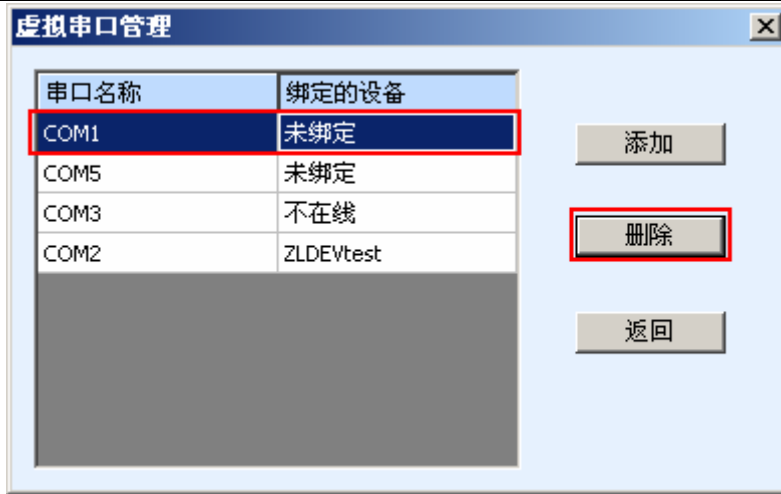 虚拟串口管理
串口名称 绑定的设备
COM1 未绑定
COM5 未绑定
COM3 不在线
COM2 ZLDEVtest
添加
删除
返回